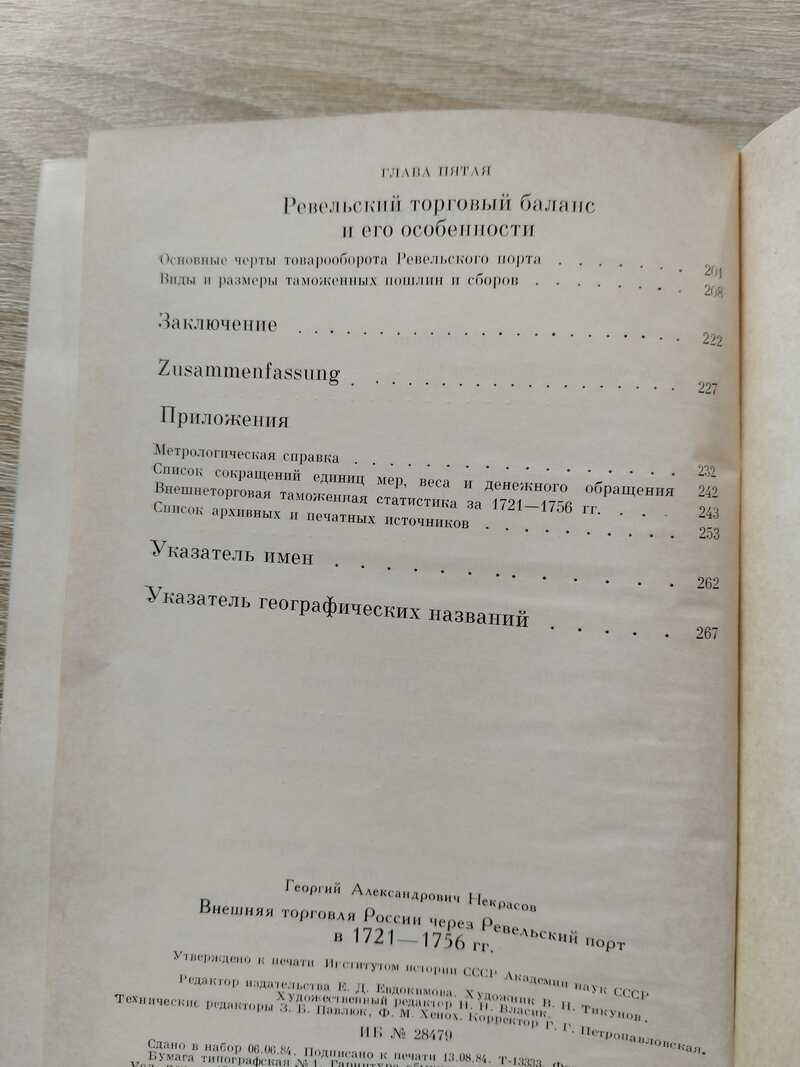 ГЛАВА ПЯТАЯ
Ревельский торговый баланс
и его особенности
Основные черты товарооборота Ревельского порта . . . . . . . 201
Виды и размеры таможенных пошлин и сборов . . . . . . . . 208
Заключение . . . . . . . . . . . . . . . . . . 222
Zusammenfassung . . . . . . . . . . . . . . . 227
Приложения
Метрологическая справка . . . . . . . . . . . . . . . 232
Список сокращений единиц мер, веса и денежного обращения 242
Внешнеторговая таможенная статистика за 1721—1756 гг. . . . 243
Список архивных и печатных источников . . . . . . . . . 253
Указатель имен . . . . . . . . . . . . . 262
Указатель географических названий . . . . . 267
Георгий Александрович Некрасов
Внешняя торговля России через Ревельский порт
в 1721—1756 гг.
Утверждено к печати Институтом истории СССР Академии наук СССР
Редактор издательства Е. Д. Евдокимова. Художник В. Н. Тикунов.
Художественный редактор Н. Н. Власик.
Технические редакторы З. Б. Павлюк, Ф. М. Хенох. Корректор Г. Г. Петропавловская.
ИБ № 28479
Сдано в набор 06.06.84. Подписано к печати 13.08.84. Т-13333.
Бумага типографская № 1. Гарнитура